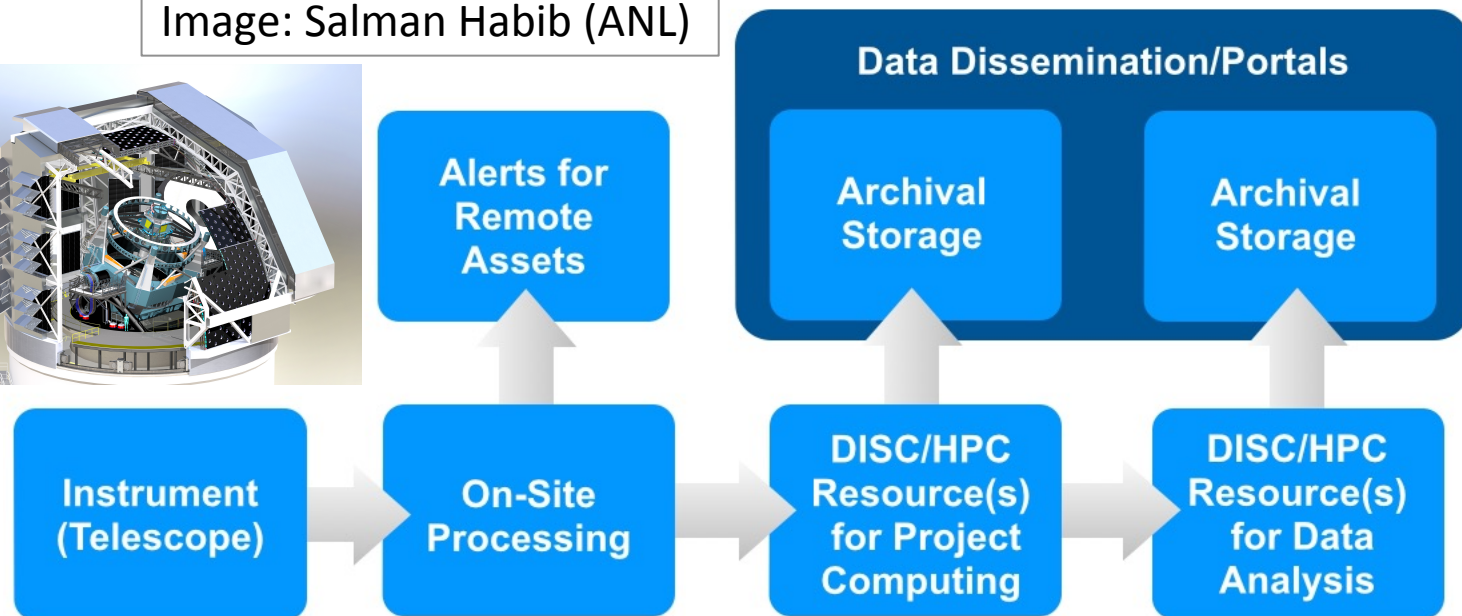 Image: Salman Habib (ANL)
Data Dissemination/Portals
Alerts for
Remote
Assets
Archival
Storage
Archival
Storage
Instrument
(Telescope)
On-Site
Processing
DISC/HPC
Resource(s)
for Project
Computing
DISC/HPC
Resource(s)
for Data
Analysis